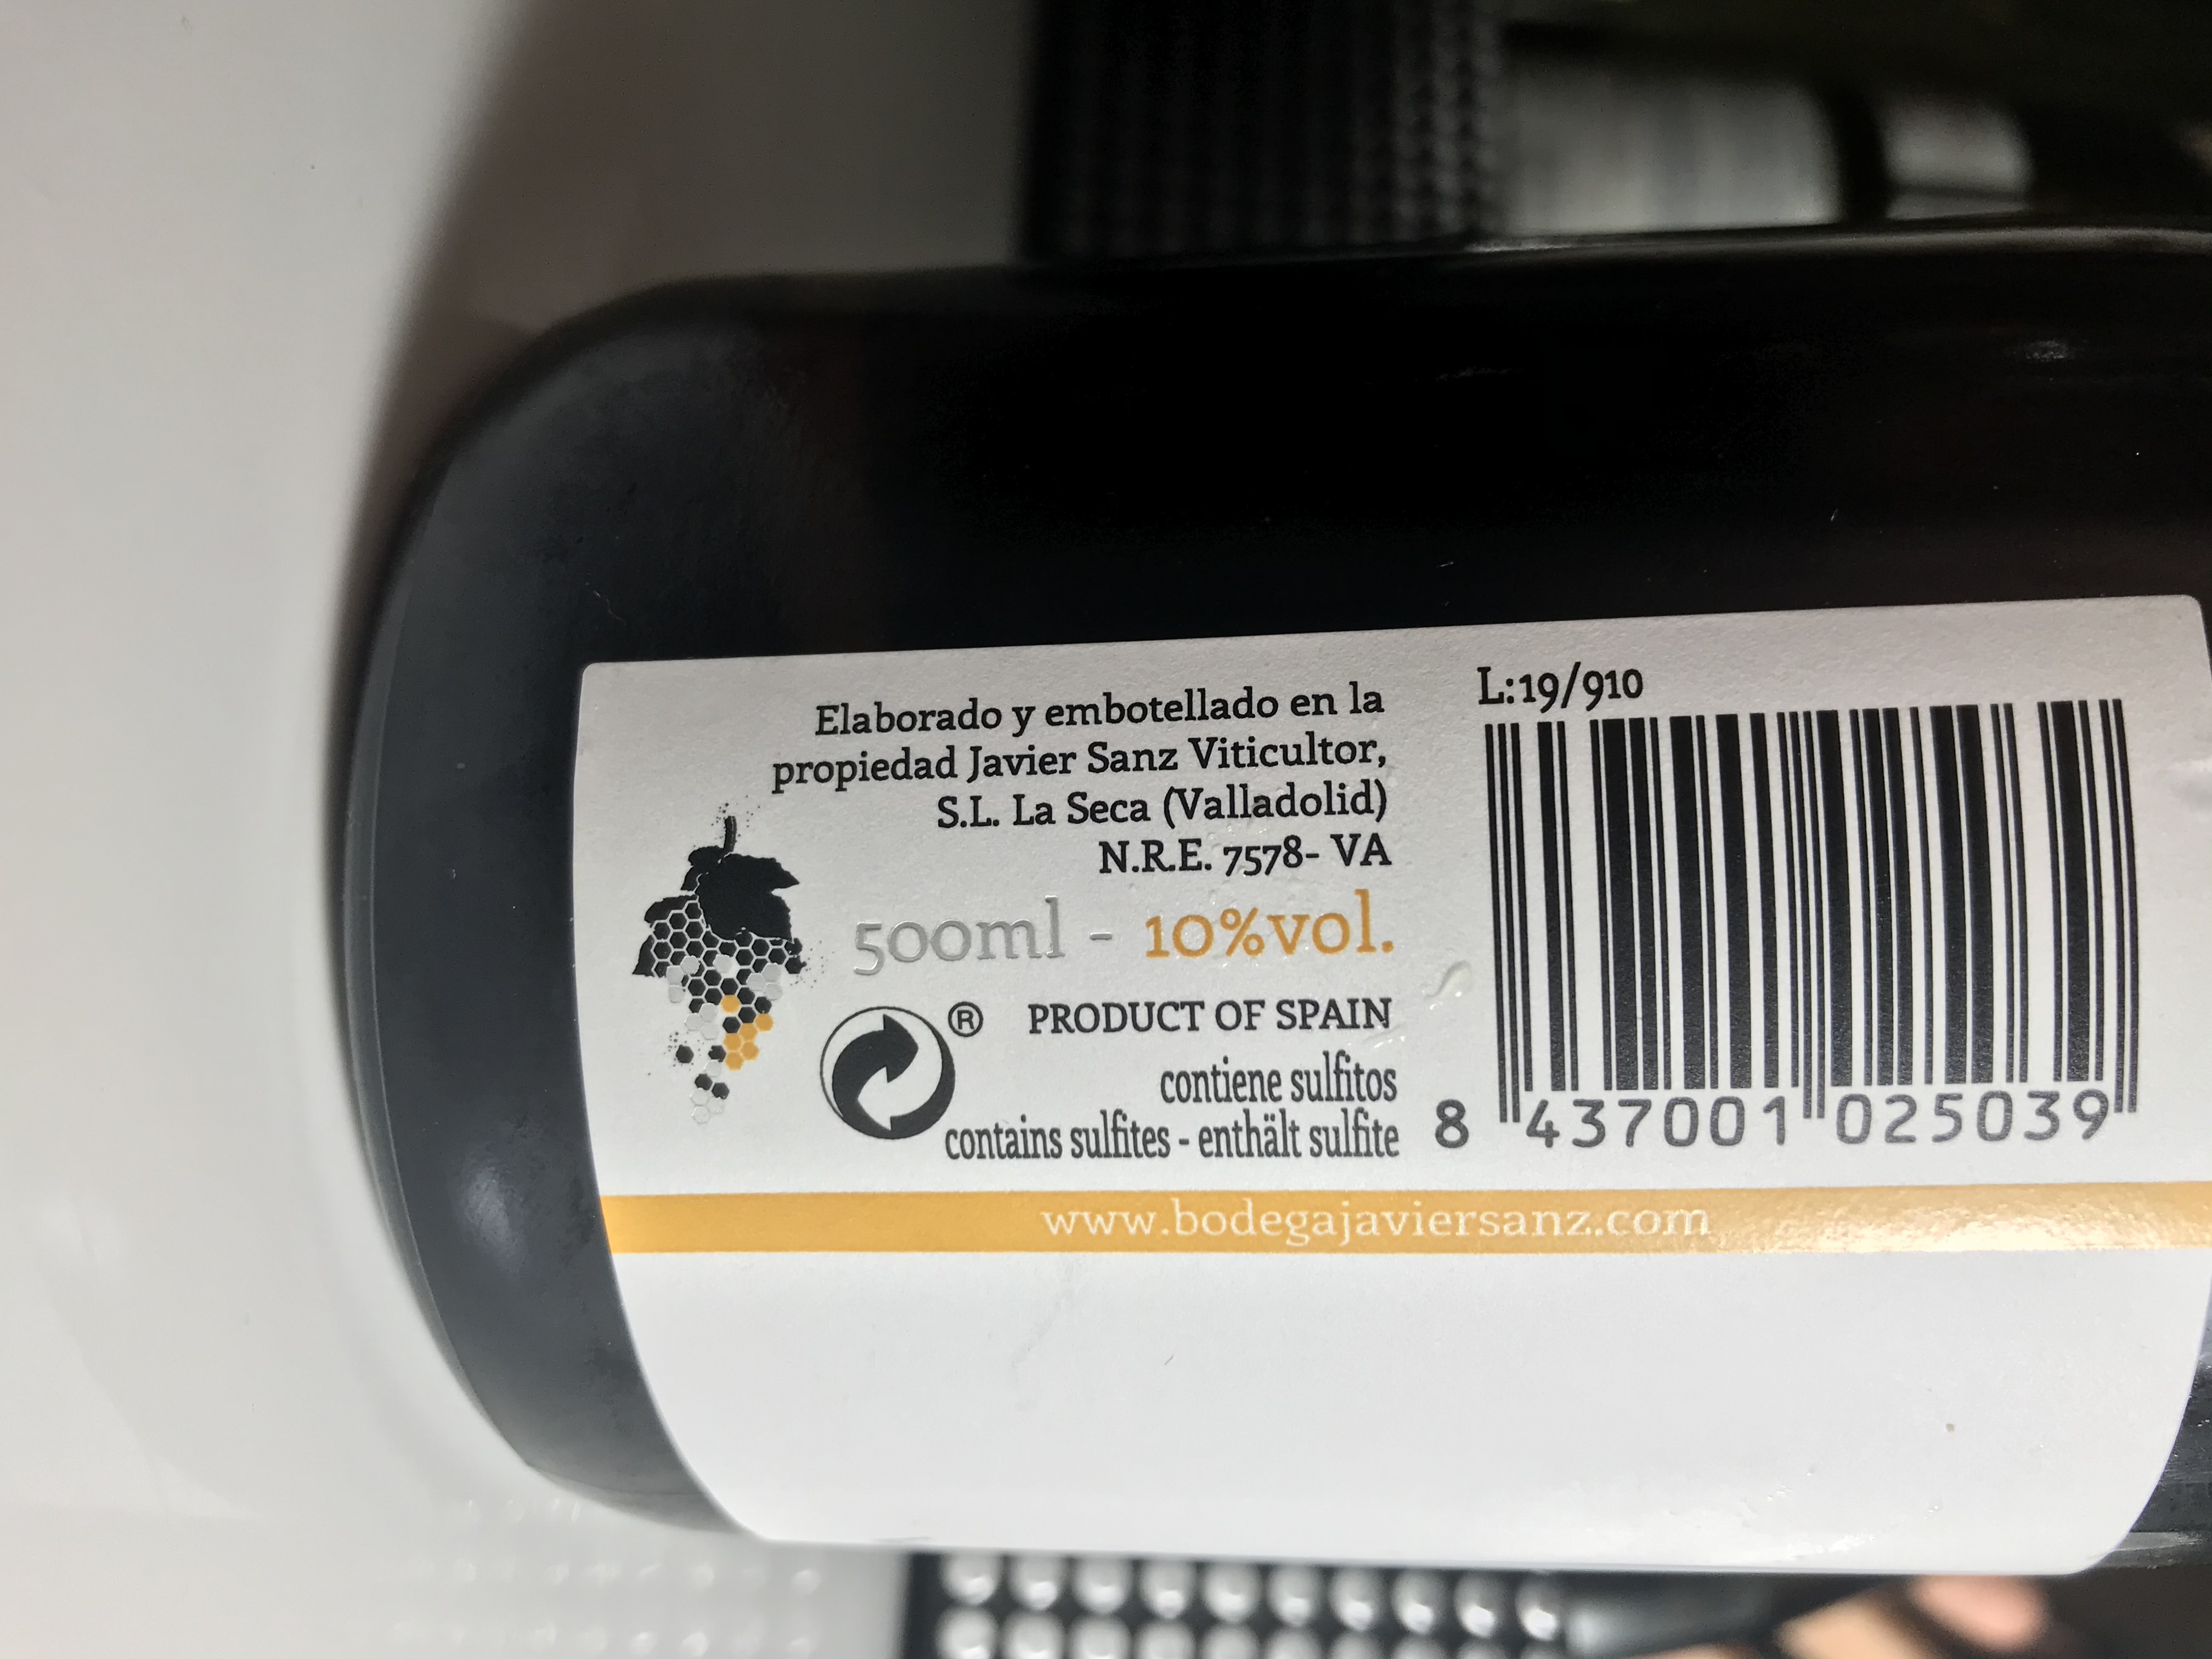 Elaborado y embotellado en la
propiedad Javier Sanz Viticultor,
S.L. La Seca (Valladolid)
N.R.E. 7578- VA
500ml - 10%vol.
® PRODUCT OF SPAIN
contiene sulfitos
contains sulfites - enthält sulfite
L:19/910
8 437001 025039
www.bodegajaviersanz.com